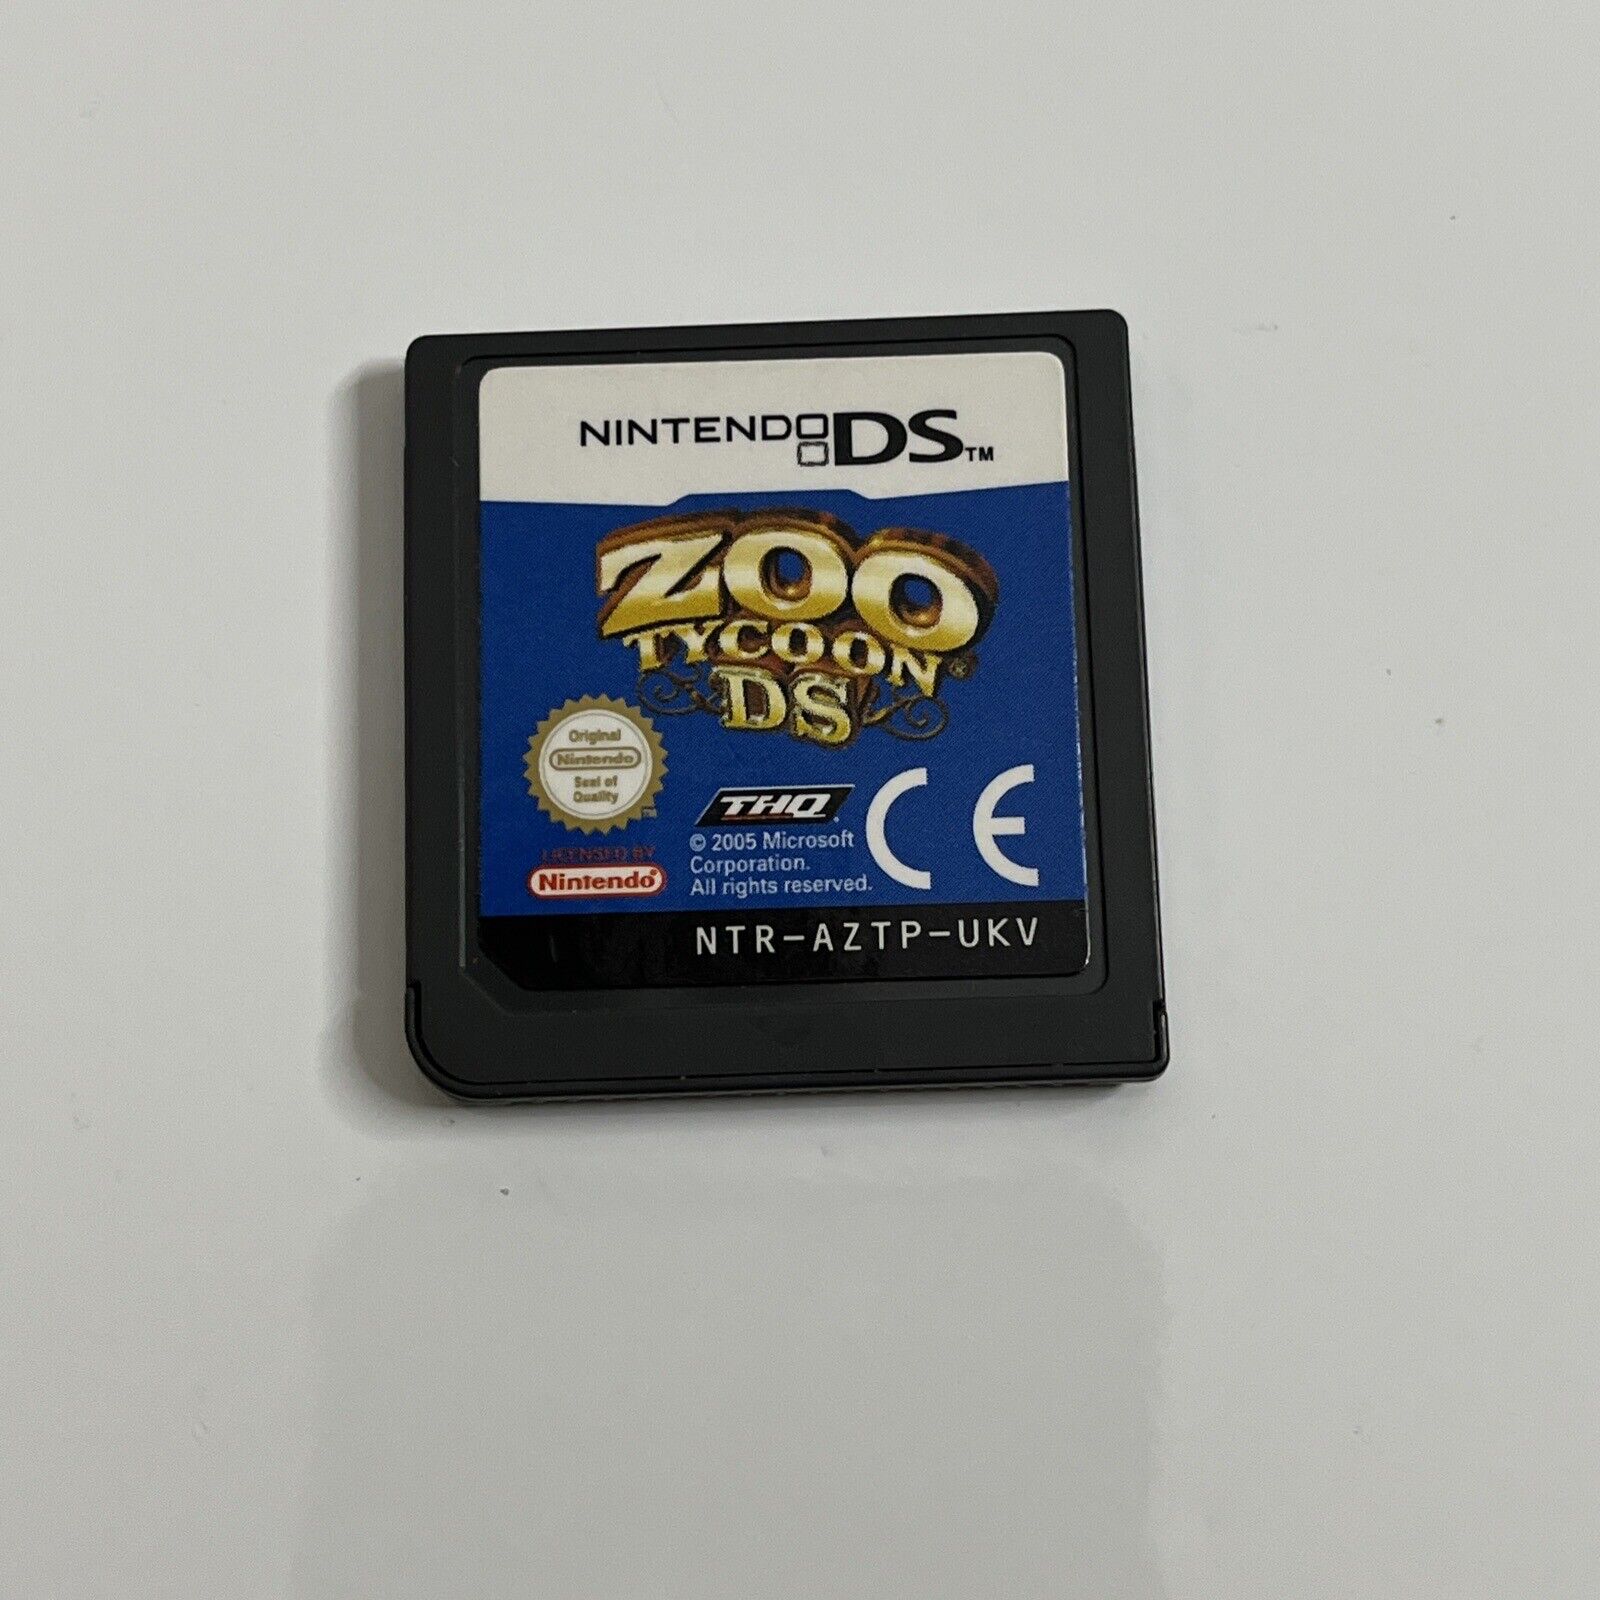 NINTENDO DS™
ZOO
TYCOON®
DS
Original
Nintendo
Seal of
Quality
™
LICENSED BY
Nintendo®
THQ®
© 2005 Microsoft
Corporation.
All rights reserved.
CE
NTR-AZTP-UKV